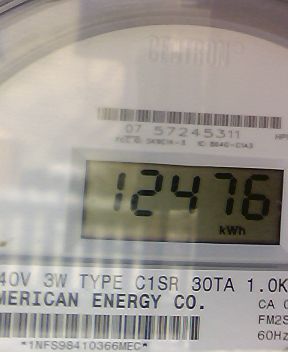 CENTRON
07 57245311
12476
kWh
40V 3W TYPE C1SR 30TA 1.0K
MERICAN ENERGY CO.
CA 0
FM2S
60Hz
*1NFS98410366MEC*